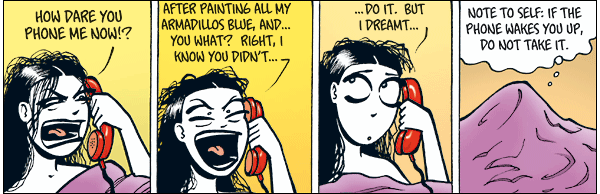 HOW DARE YOU
PHONE ME NOW!?
AFTER PAINTING ALL MY
ARMADILLOS BLUE, AND...
YOU WHAT? RIGHT, I
KNOW YOU DIDN'T...
...DO IT. BUT
I DREAMT...
NOTE TO SELF: IF THE
PHONE WAKES YOU UP,
DO NOT TAKE IT.